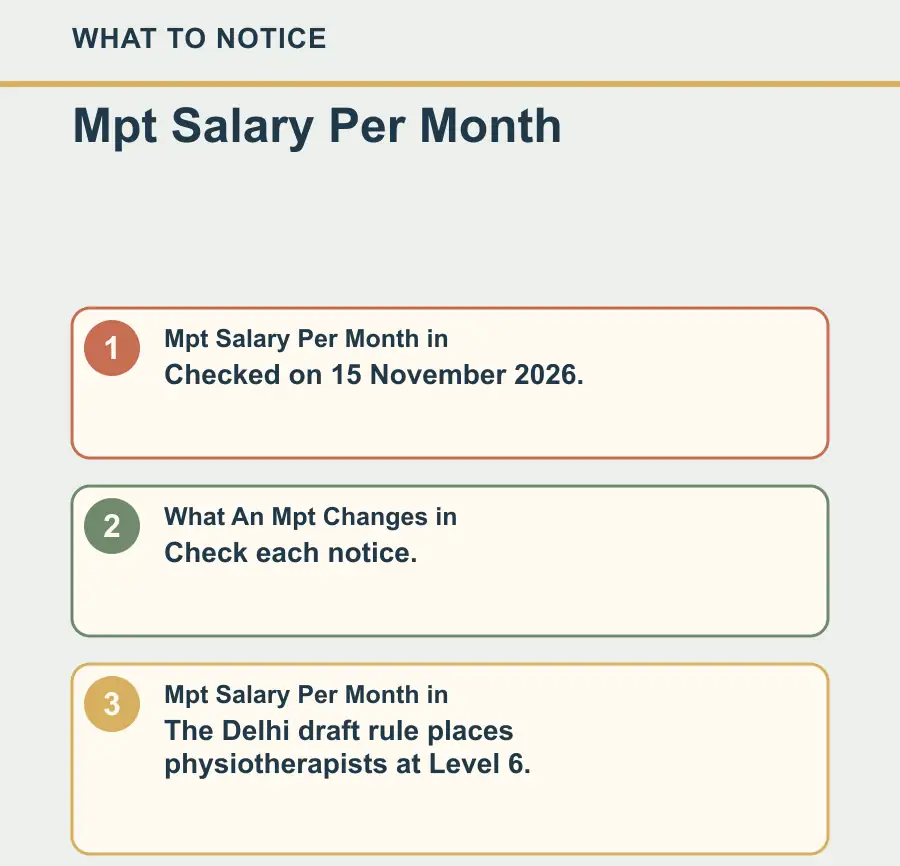 WHAT TO NOTICE
Mpt Salary Per Month
1
Mpt Salary Per Month in
Checked on 15 November 2026.
2
What An Mpt Changes in
Check each notice.
3
Mpt Salary Per Month in
The Delhi draft rule places
physiotherapists at Level 6.